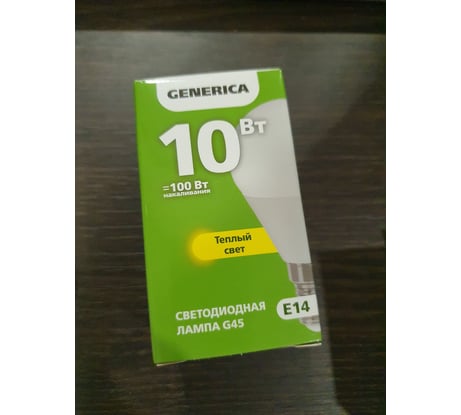 GENERICA
10 Вт
=100 Вт
накаливания
Теплый
свет
СВЕТОДИОДНАЯ
ЛАМПА G45
E14